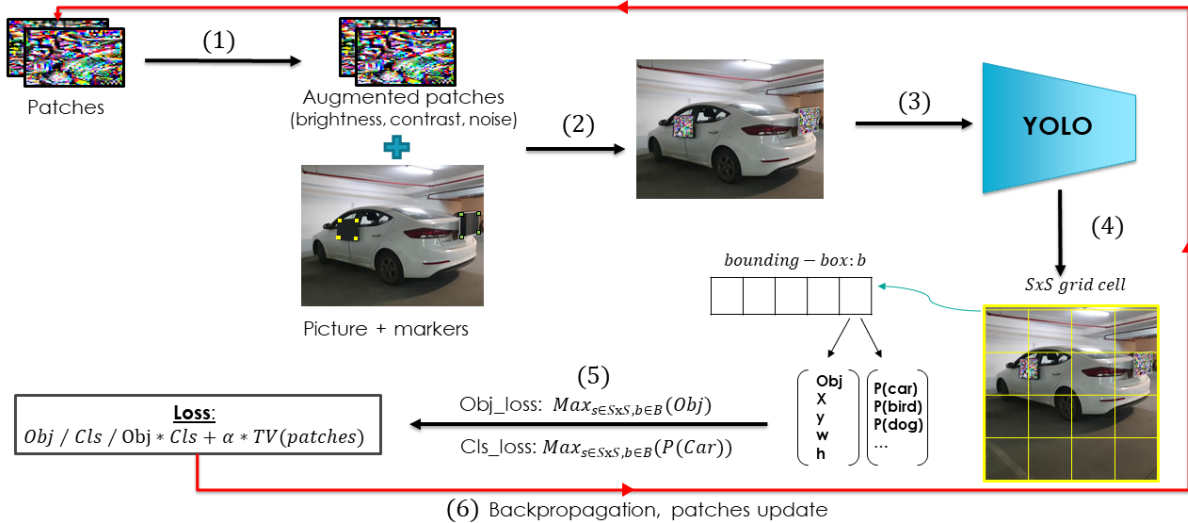 Patches
(1)
Augmented patches
(brightness, contrast, noise)
Picture + markers
(2)
(3)
YOLO
(4)
SxS grid cell
bounding − box: b
Obj
X
y
w
h
P(car)
P(bird)
P(dog)
...
(5)
Obj_loss: Max_{s∈SxS,b∈B}(Obj)
Cls_loss: Max_{s∈SxS,b∈B}(P(Car))
Loss:
Obj / Cls / Obj * Cls + α * TV(patches)
(6) Backpropagation, patches update